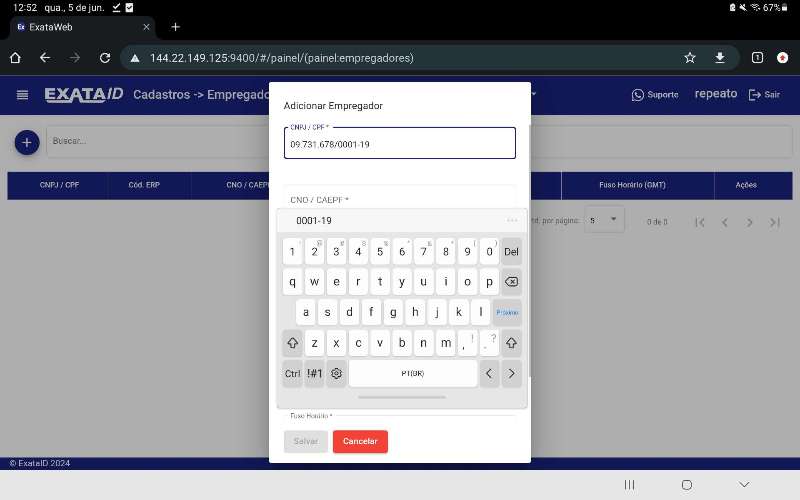 12:52 qua., 5 de jun. 67%
ExataWeb
144.22.149.125:9400/#/painel/(painel:empregadores)
1
EXATAID Cadastros -> Empregado Suporte repeato Sair
Buscar...
CNPJ / CPF Cód. ERP CNO / CAEPF Fuso Horário (GMT) Ações
por página: 5 0 de 0
Adicionar Empregador
CNPJ / CPF *
09.731.678/0001-19
CNO / CAEPF *
0001-19 ...
1 2 3 4 5 6 7 8 9 0 Del
q w e r t y u i o p
a s d f g h j k l Próximo
z x c v b n m , ! . ?
Ctrl !#1 PT(BR) < >
Fuso Horário *
Salvar Cancelar
© ExataID 2024